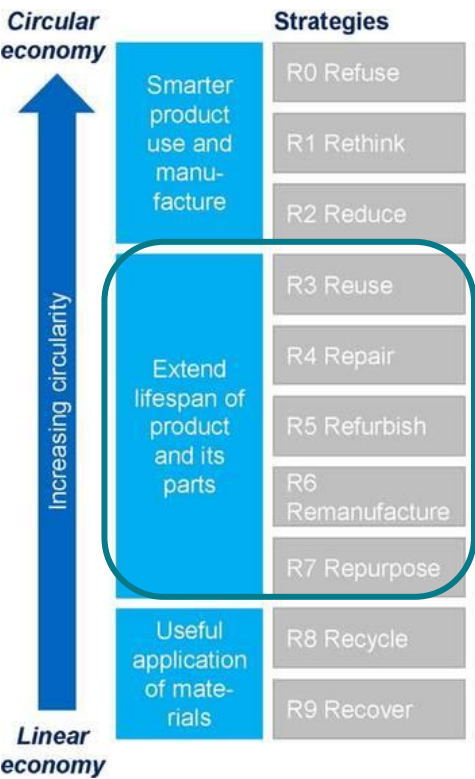 Circular
economy
Strategies
Smarter
product
use and
manu-
facture
R0 Refuse
R1 Rethink
R2 Reduce
Increasing circularity
Extend
lifespan of
product
and its
parts
R3 Reuse
R4 Repair
R5 Refurbish
R6
Remanufacture
R7 Repurpose
Useful
application
of mate-
rials
R8 Recycle
R9 Recover
Linear
economy